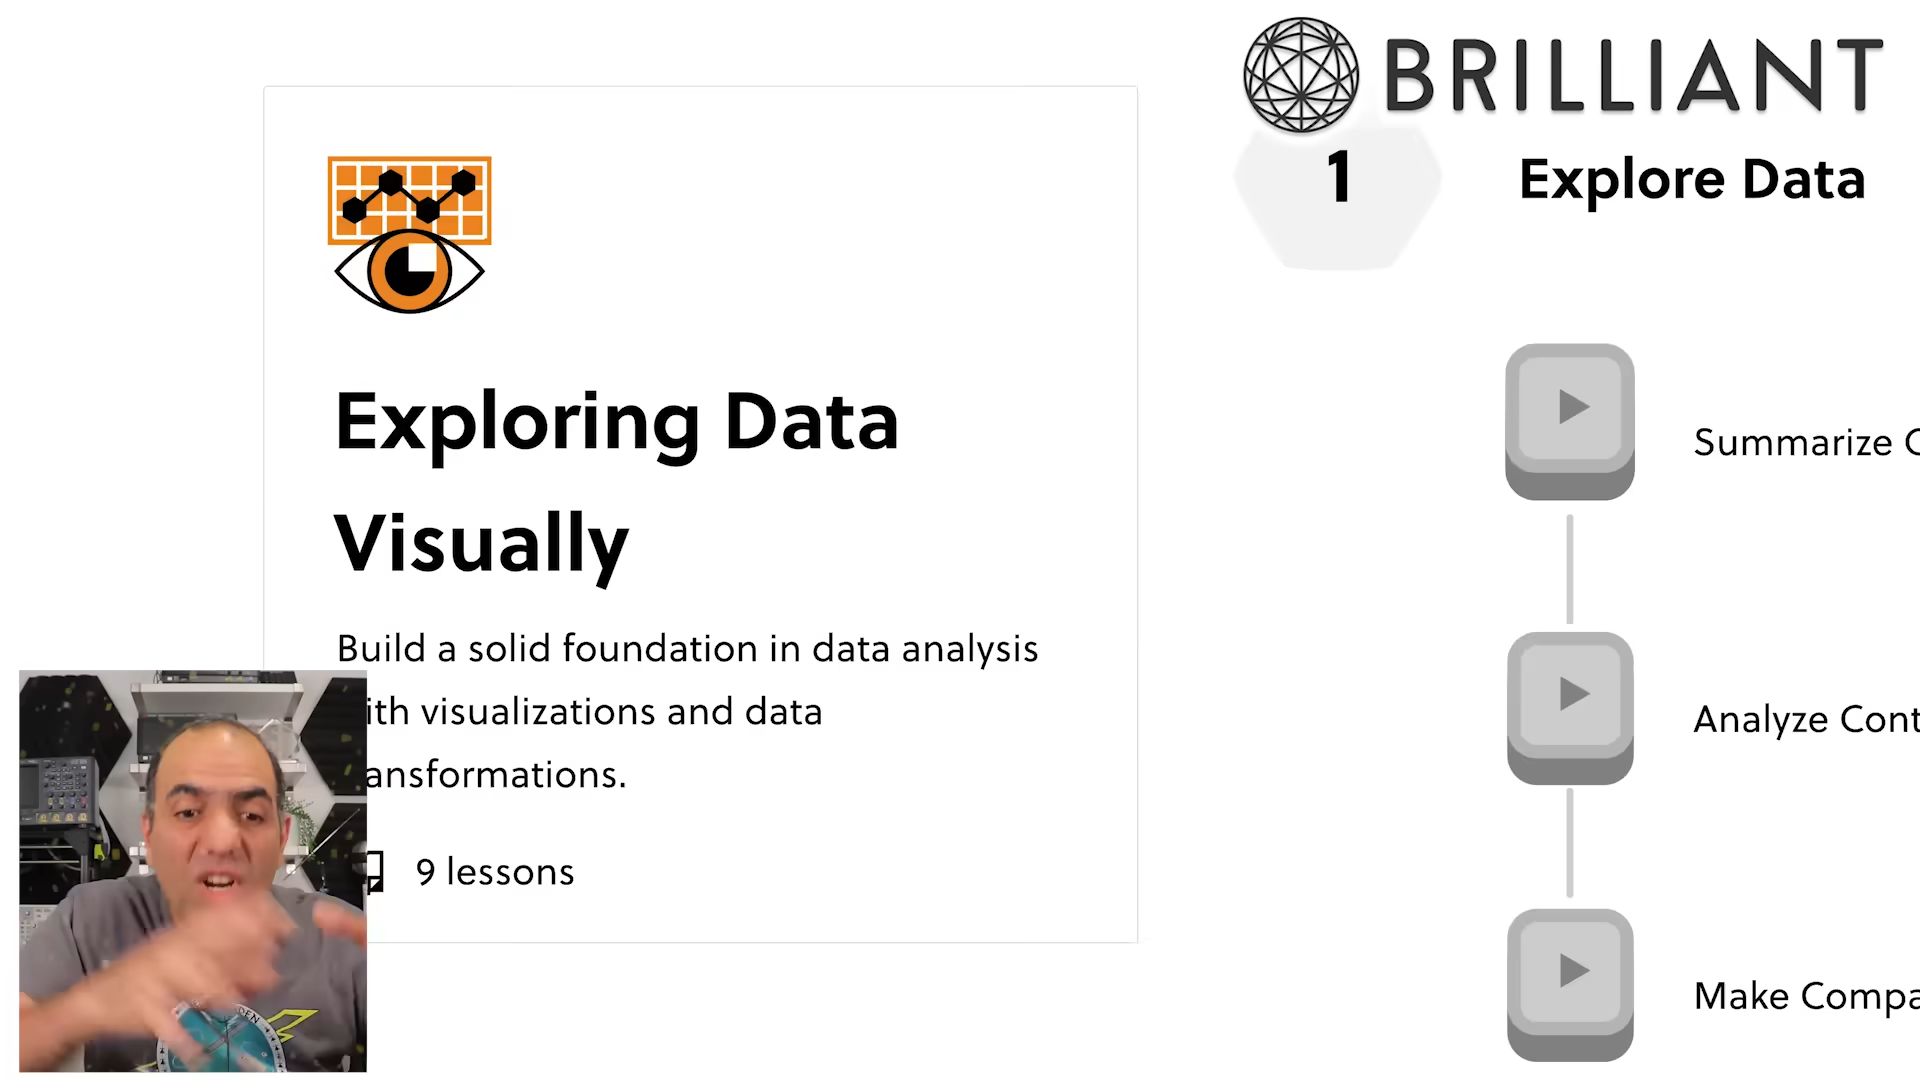 BRILLIANT
1
Explore Data
Exploring Data
Visually
Build a solid foundation in data analysis
ith visualizations and data
ansformations.
9 lessons
Summarize
Analyze Cont
Make Compa